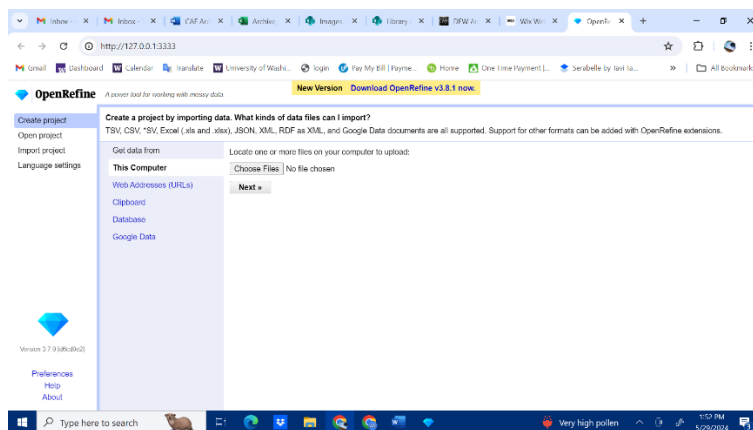 Inbox
Inbox
CAF Arc
Archive
Images
Library
DFW Ar
Wix We
OpenRe
http://127.0.0.1:3333
Gmail
Dashboard
Calendar
Translate
University of Washi...
login
Pay My Bill | Payme...
Home
One Time Payment |...
Serabelle by Tavi Ta...
»
All Bookmarks
OpenRefine
A power tool for working with messy data.
New Version Download OpenRefine v3.8.1 now.
Create project
Open project
Import project
Language settings
Create a project by importing data. What kinds of data files can I import?
TSV, CSV, *SV, Excel (.xls and .xlsx), JSON, XML, RDF as XML, and Google Data documents are all supported. Support for other formats can be added with OpenRefine extensions.
Get data from
This Computer
Web Addresses (URLs)
Clipboard
Database
Google Data
Locate one or more files on your computer to upload:
Choose Files No file chosen
Next »
Version 3.7.9 [d6cd9e2]
Preferences
Help
About
Type here to search
Very high pollen
1:52 PM
5/29/2024